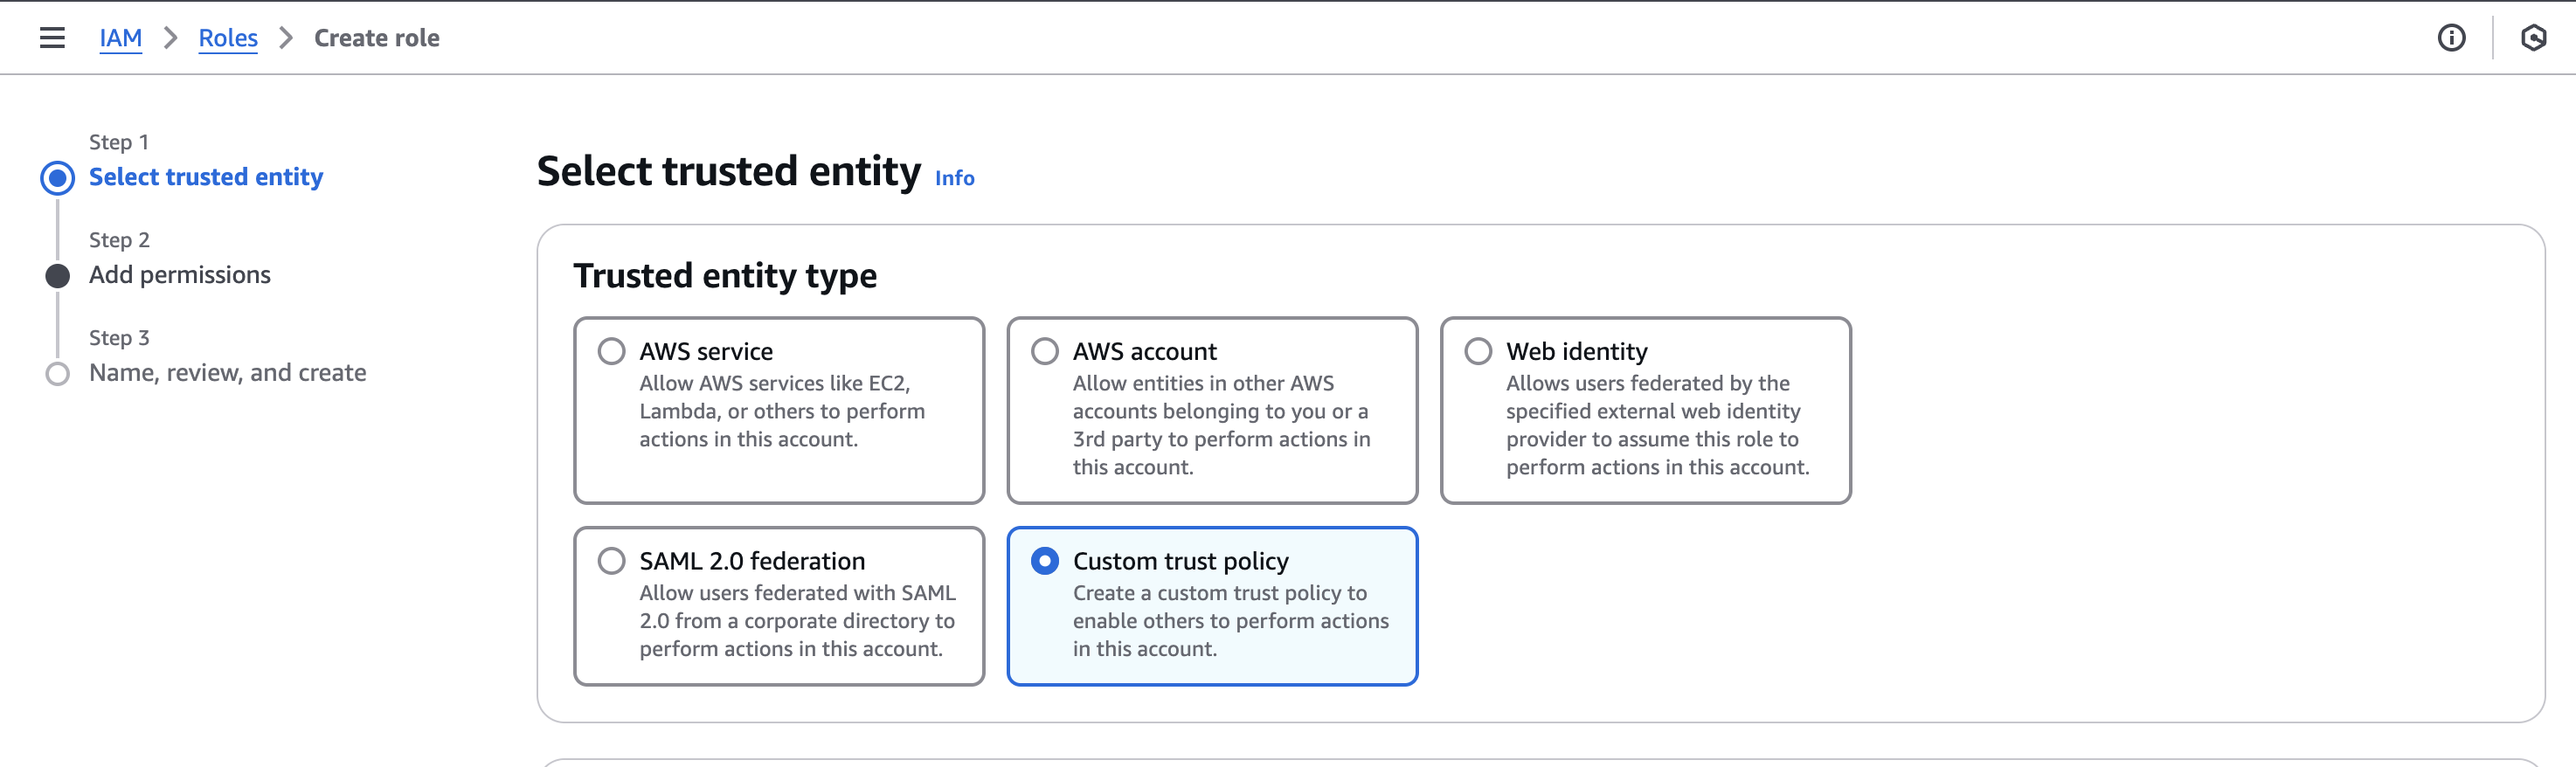 IAM > Roles > Create role
Step 1
Select trusted entity
Step 2
Add permissions
Step 3
Name, review, and create
Select trusted entity Info
Trusted entity type
AWS service
Allow AWS services like EC2,
Lambda, or others to perform
actions in this account.
AWS account
Allow entities in other AWS
accounts belonging to you or a
3rd party to perform actions in
this account.
Web identity
Allows users federated by the
specified external web identity
provider to assume this role to
perform actions in this account.
SAML 2.0 federation
Allow users federated with SAML
2.0 from a corporate directory to
perform actions in this account.
Custom trust policy
Create a custom trust policy to
enable others to perform actions
in this account.